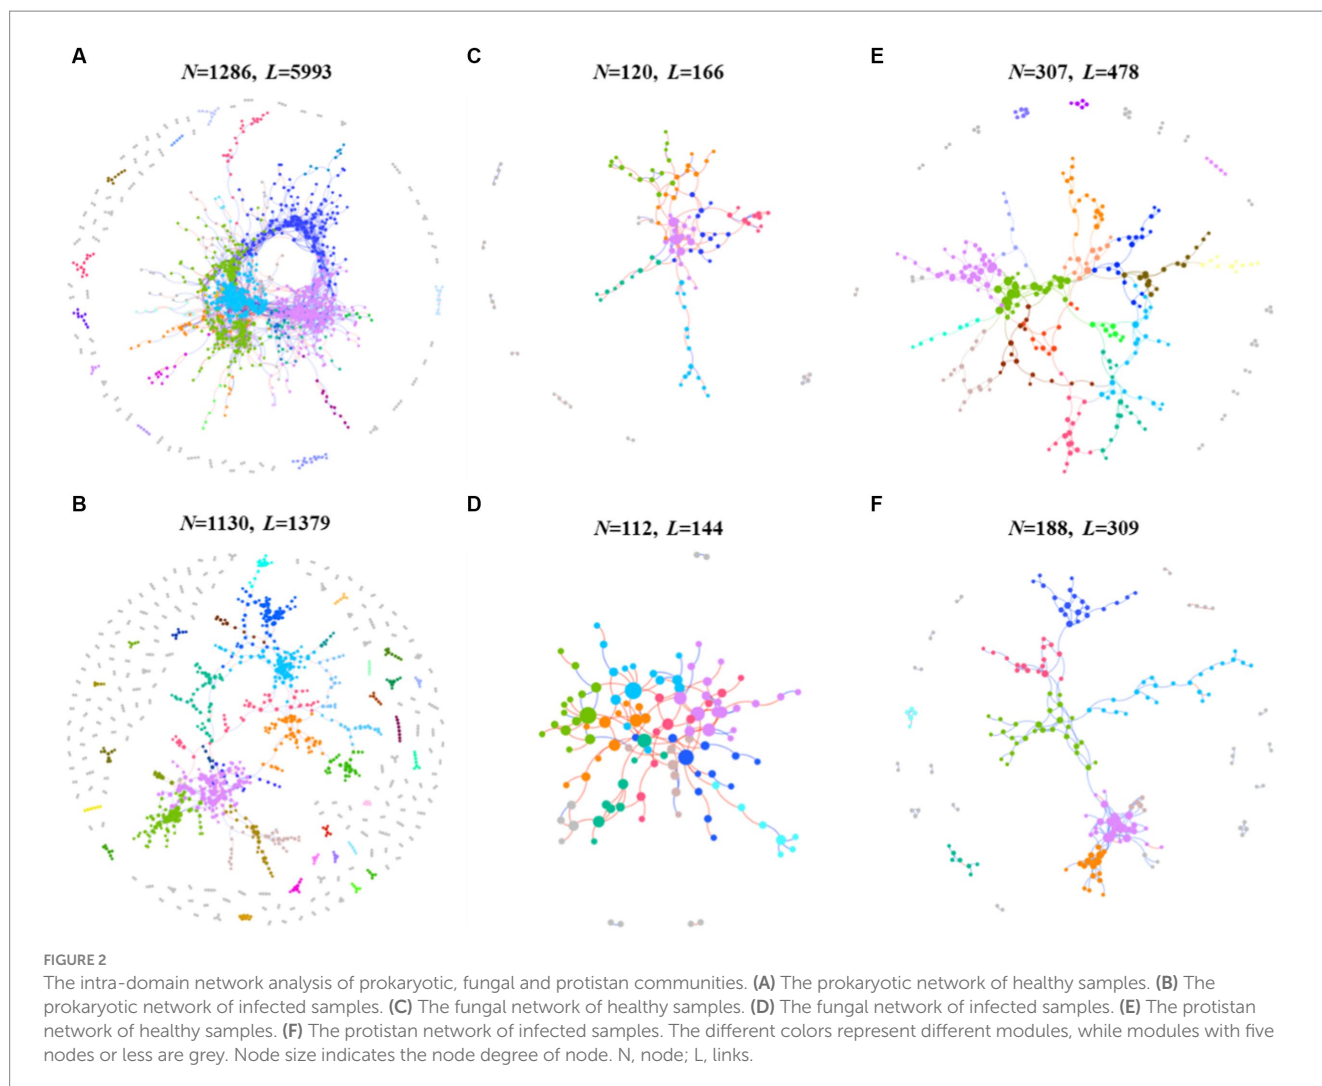 A
N=1286, L=5993
C
N=120, L=166
E
N=307, L=478
B
N=1130, L=1379
D
N=112, L=144
F
N=188, L=309
FIGURE 2
The intra-domain network analysis of prokaryotic, fungal and protistan communities. (A) The prokaryotic network of healthy samples. (B) The
prokaryotic network of infected samples. (C) The fungal network of healthy samples. (D) The fungal network of infected samples. (E) The protistan
network of healthy samples. (F) The protistan network of infected samples. The different colors represent different modules, while modules with five
nodes or less are grey. Node size indicates the node degree of node. N, node; L, links.